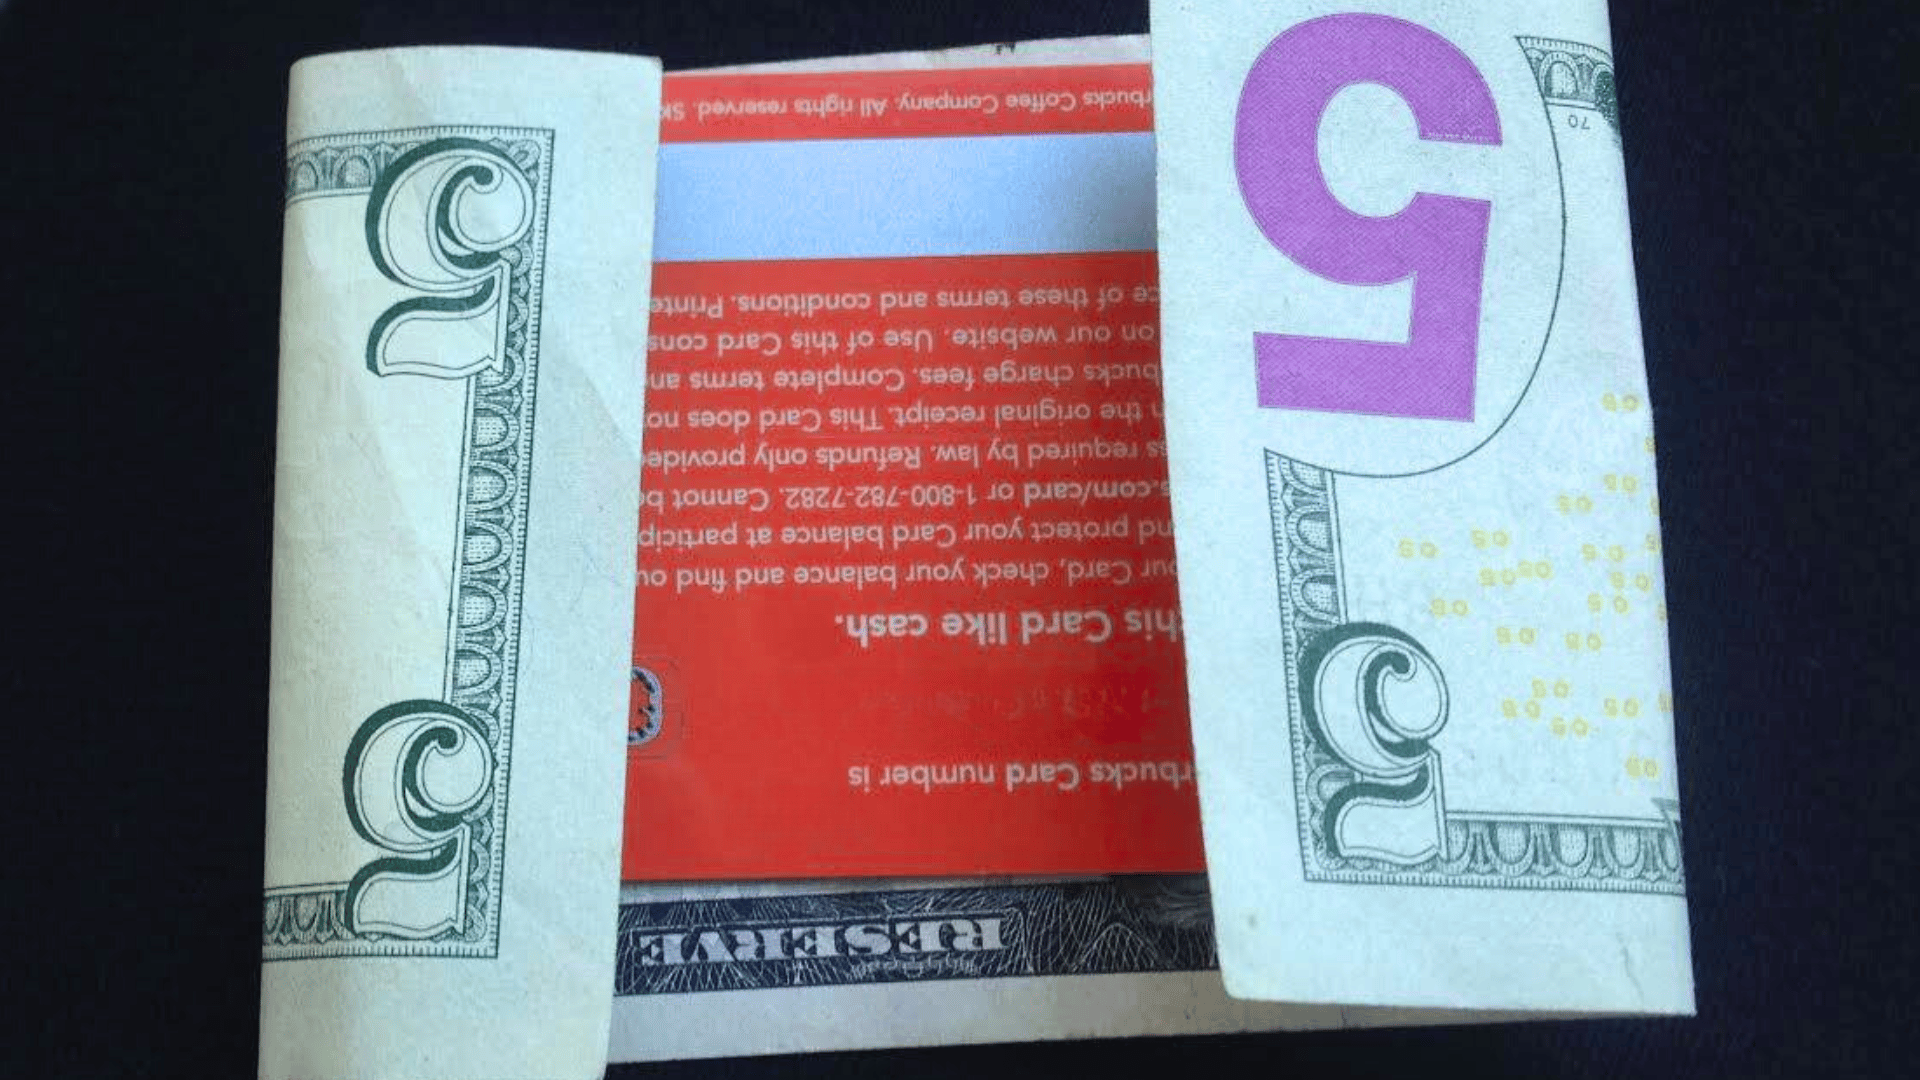 RESERVE
5
5
rbucks Card number is
his Card like cash.
ur Card, check your balance and find ou
nd protect your Card balance at particip
s.com/card or 1-800-782-7282. Cannot b
s required by law. Refunds only provided
n the original receipt. This Card does no
bucks charge fees. Complete terms an
on our website. Use of this Card cons
ce of these terms and conditions. Printe
5
5
70
rbucks Coffee Company. All rights reserved. SK